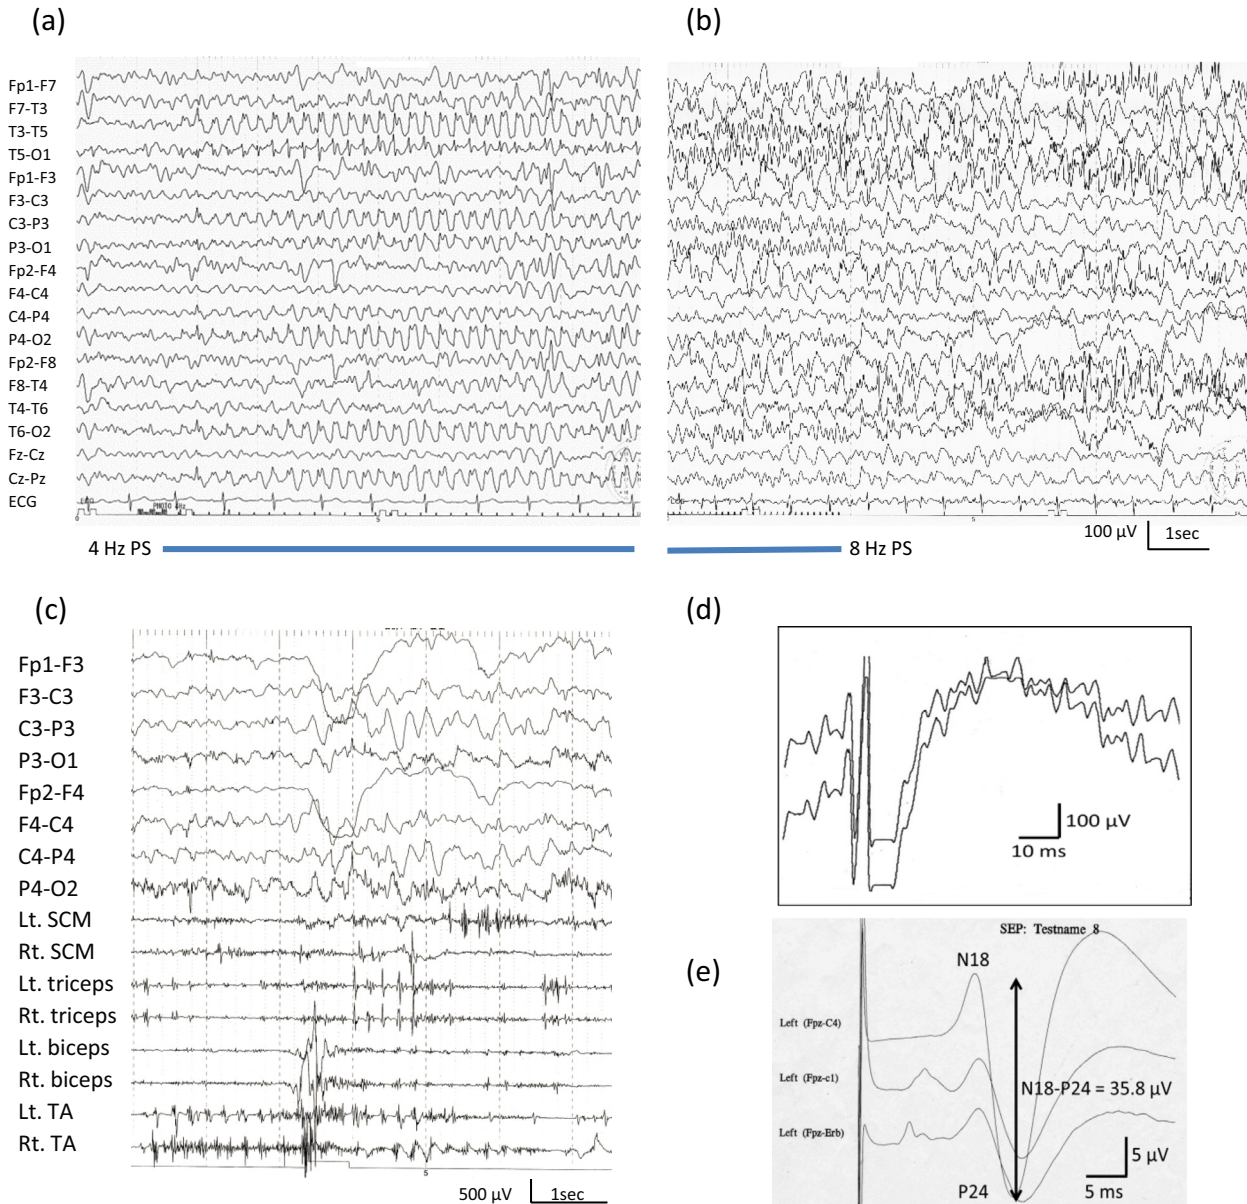 (a)
(b)
Fp1-F7
F7-T3
T3-T5
T5-O1
Fp1-F3
F3-C3
C3-P3
P3-O1
Fp2-F4
F4-C4
C4-P4
P4-O2
Fp2-F8
F8-T4
T4-T6
T6-O2
Fz-Cz
Cz-Pz
ECG
0
5
5
4 Hz PS
8 Hz PS
100 µV
1sec
(c)
(d)
Fp1-F3
F3-C3
C3-P3
P3-O1
Fp2-F4
F4-C4
C4-P4
P4-O2
Lt. SCM
Rt. SCM
Lt. triceps
Rt. triceps
Lt. biceps
Rt. biceps
Lt. TA
Rt. TA
5
500 µV
1sec
100 µV
10 ms
(e)
SEP: Testname 8
N18
Left (Fpz-C4)
Left (Fpz-c1)
N18-P24 = 35.8 µV
Left (Fpz-Erb)
5 µV
P24
5 ms